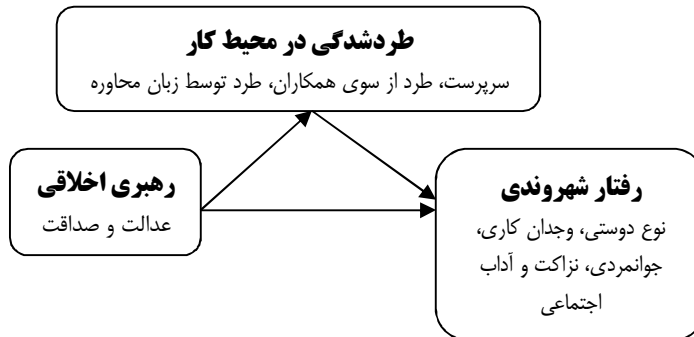 طردشدگی در محیط کار
سرپرست، طرد از سوی همکاران، طرد توسط زبان محاوره
رهبری اخلاقی
عدالت و صداقت
رفتار شهروندی
نوع دوستی، وجدان کاری،
جوانمردی، نزاکت و آداب
اجتماعی